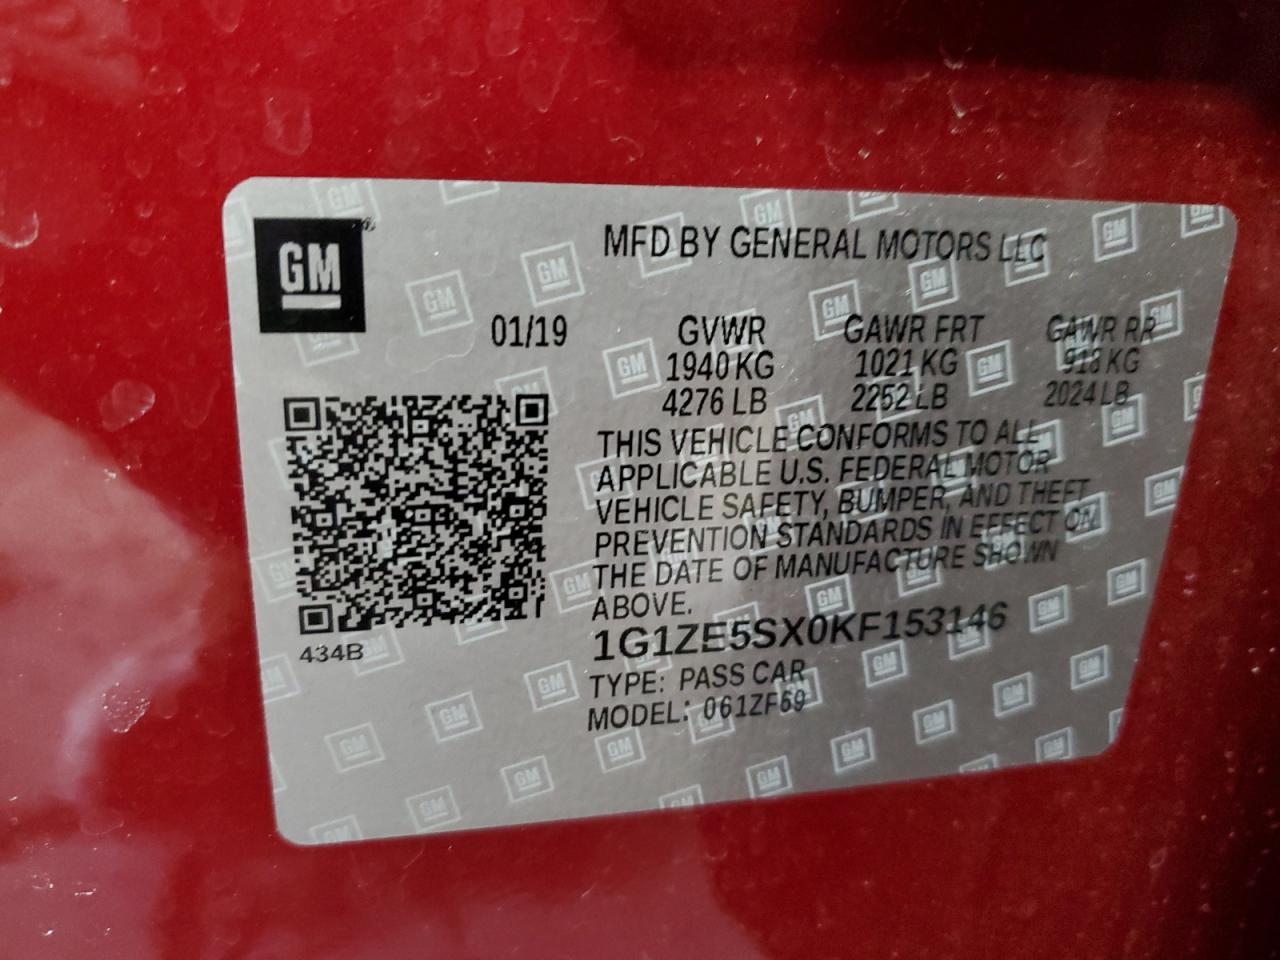 GM
MFD BY GENERAL MOTORS LLC
01/19 GVWR GAWR FRT GAWR RR
1940 KG 1021 KG 918 KG
4276 LB 2252 LB 2024 LB
THIS VEHICLE CONFORMS TO ALL
APPLICABLE U.S. FEDERAL MOTOR
VEHICLE SAFETY, BUMPER, AND THEFT
PREVENTION STANDARDS IN EFFECT ON
THE DATE OF MANUFACTURE SHOWN
ABOVE.
434B
1G1ZE5SX0KF153146
TYPE: PASS CAR
MODEL: 061ZF69